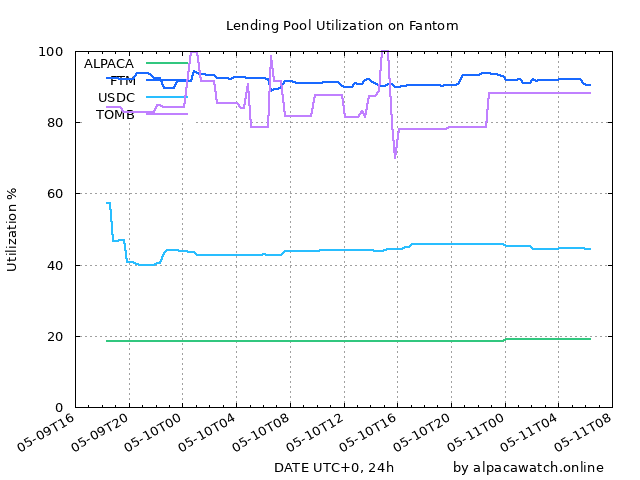 Lending Pool Utilization on Fantom
100
80
60
40
20
0
Utilization %
ALPACA
FTM
USDC
TOMB
05-09T16
05-09T20
05-10T00
05-10T04
05-10T08
05-10T12
05-10T16
05-10T20
05-11T00
05-11T04
05-11T08
DATE UTC+0, 24h
by alpacawatch.online